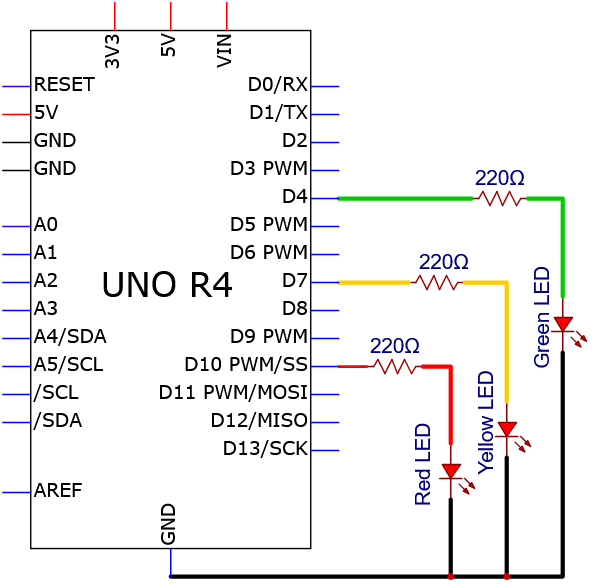 3V3
5V
VIN
RESET
5V
GND
GND
A0
A1
A2
A3
A4/SDA
A5/SCL
/SCL
/SDA
AREF
UNO R4
D0/RX
D1/TX
D2
D3 PWM
D4
D5 PWM
D6 PWM
D7
D8
D9 PWM
D10 PWM/SS
D11 PWM/MOSI
D12/MISO
D13/SCK
GND
220Ω
Green LED
220Ω
Yellow LED
220Ω
Red LED